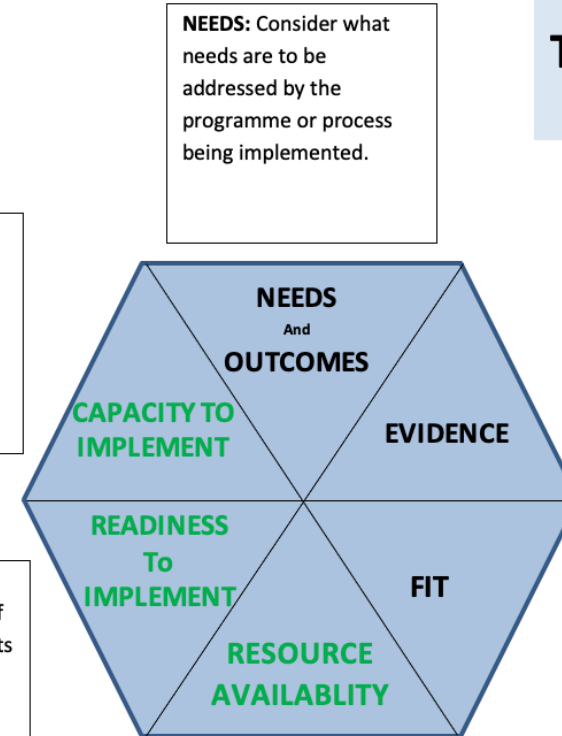 NEEDS: Consider what
needs are to be
addressed by the
programme or process
being implemented.
T
NEEDS
And
OUTCOMES
CAPACITY TO
IMPLEMENT
EVIDENCE
READINESS
To
IMPLEMENT
FIT
RESOURCE
AVAILABLITY
f
ts